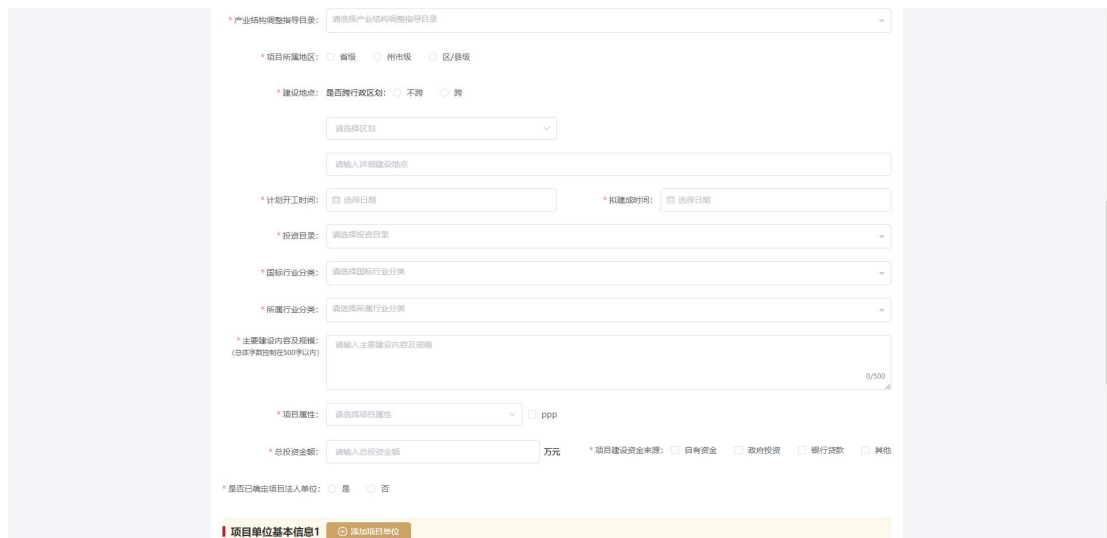 * 产业结构调整指导目录: 请选择产业结构调整指导目录
* 项目所属地区: 省级 州市级 区/县级
* 建设地点: 是否跨行政区划: 不跨 跨
请选择区划
请输入详细建设地点
* 计划开工时间: 选择日期 * 拟建成时间: 选择日期
* 投资目录: 请选择投资目录
* 国标行业分类: 请选择国标行业分类
* 所属行业分类: 请选择所属行业分类
* 主要建设内容及规模: 请输入主要建设内容及规模
(总体字数控制在500字以内)
0/500
* 项目属性: 请选择项目属性 ppp
* 总投资金额: 请输入总投资金额 万元 * 项目建设资金来源: 自有资金 政府投资 银行贷款 其他
* 是否已确定项目法人单位: 是 否
项目单位基本信息1 添加项目单位